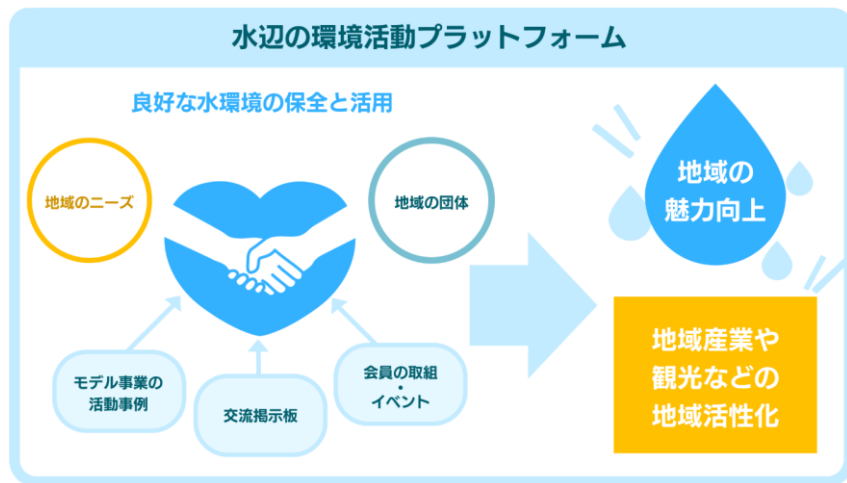 水辺の環境活動プラットフォーム
良好な水環境の保全と活用
地域のニーズ
地域の団体
モデル事業の
活動事例
交流掲示板
会員の取組
・
イベント
地域の
魅力向上
地域産業や
観光などの
地域活性化